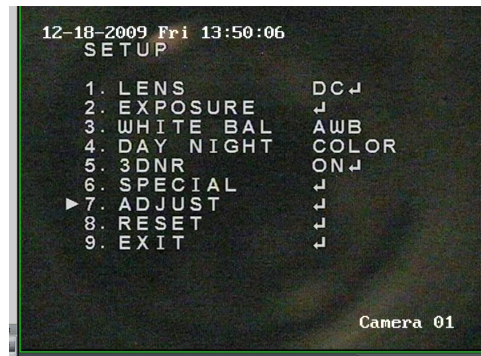 12-18-2009 Fri 13:50:06
SETUP
1. LENS DC↲
2. EXPOSURE ↲
3. WHITE BAL AWB
4. DAY NIGHT COLOR
5. 3DNR ON↲
6. SPECIAL ↲
►7. ADJUST ↲
8. RESET ↲
9. EXIT ↲
Camera 01